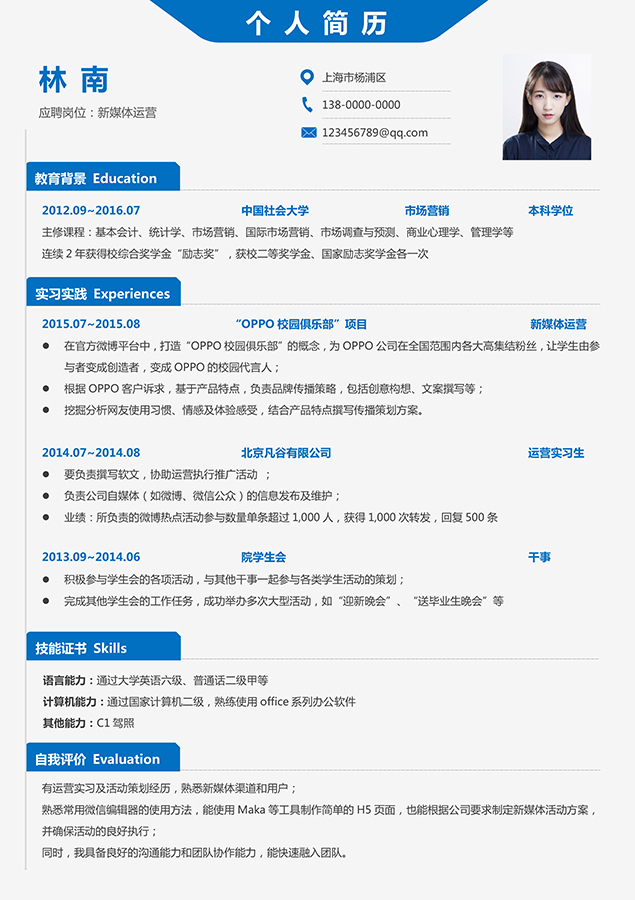 个人简历
林 南
应聘岗位：新媒体运营
上海市杨浦区
138-0000-0000
123456789@qq.com
教育背景 Education
2012.09~2016.07 中国社会大学 市场营销 本科学位
主修课程：基本会计、统计学、市场营销、国际市场营销、市场调查与预测、商业心理学、管理学等
连续 2 年获得校综合奖学金“励志奖”，获校二等奖学金、国家励志奖学金各一次
实习实践 Experiences
2015.07~2015.08 “OPPO 校园俱乐部”项目 新媒体运营
● 在官方微博平台中，打造“OPPO 校园俱乐部”的概念，为 OPPO 公司在全国范围内各大高集结粉丝，让学生由参
与者变成创造者，变成 OPPO 的校园代言人；
● 根据 OPPO 客户诉求，基于产品特点，负责品牌传播策略，包括创意构想、文案撰写等；
● 挖掘分析网友使用习惯、情感及体验感受，结合产品特点撰写传播策划方案。
2014.07~2014.08 北京凡谷有限公司 运营实习生
● 要负责撰写软文，协助运营执行推广活动 ；
● 负责公司自媒体（如微博、微信公众）的信息发布及维护；
● 业绩：所负责的微博热点活动参与数量单条超过 1,000 人，获得 1,000 次转发，回复 500 条
2013.09~2014.06 院学生会 干事
● 积极参与学生会的各项活动，与其他干事一起参与各类学生活动的策划；
● 完成其他学生会的工作任务，成功举办多次大型活动，如“迎新晚会”、“送毕业生晚会”等
技能证书 Skills
语言能力：通过大学英语六级、普通话二级甲等
计算机能力：通过国家计算机二级，熟练使用 office 系列办公软件
其他能力：C1 驾照
自我评价 Evaluation
有运营实习及活动策划经历，熟悉新媒体渠道和用户；
熟悉常用微信编辑器的使用方法，能使用 Maka 等工具制作简单的 H5 页面，也能根据公司要求制定新媒体活动方案，
并确保活动的良好执行；
同时，我具备良好的沟通能力和团队协作能力，能快速融入团队。